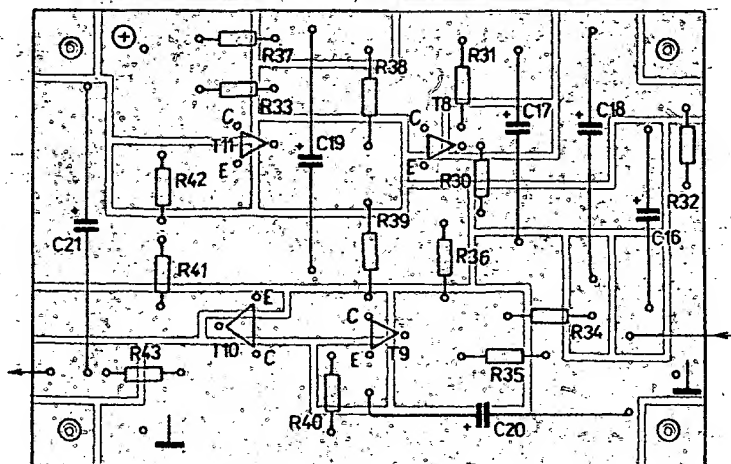 +
R37
R33
R38
R31
T8
C
C17
C18
C
T11
E
+
C19
+
+
E
R30
R32
R42
+
C21
R39
R36
+
C16
R41
E
C
T10
C
T9
E
R34
R43
R35
R40
+
C20